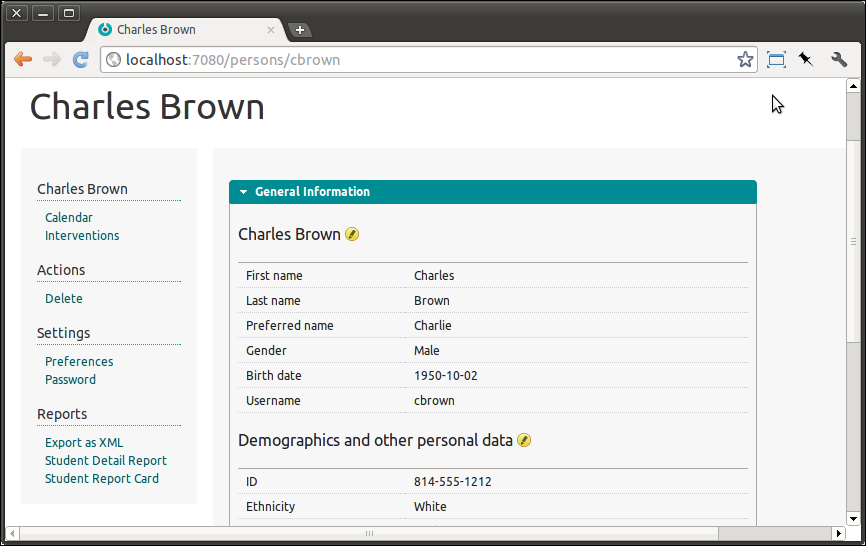 Charles Brown
localhost:7080/persons/cbrown
Charles Brown
Charles Brown
Calendar
Interventions
Actions
Delete
Settings
Preferences
Password
Reports
Export as XML
Student Detail Report
Student Report Card
General Information
Charles Brown
First name Charles
Last name Brown
Preferred name Charlie
Gender Male
Birth date 1950-10-02
Username cbrown
Demographics and other personal data
ID 814-555-1212
Ethnicity White